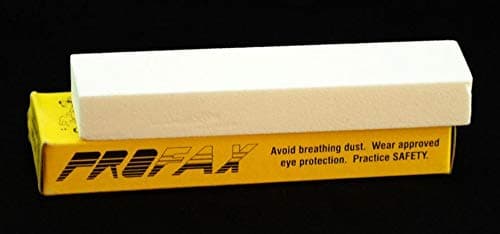 PROFAX
Avoid breathing dust. Wear approved
eye protection. Practice SAFETY.